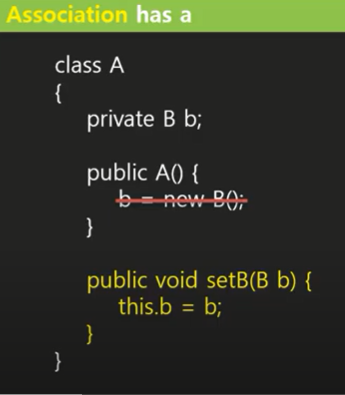 Association has a
class A
{
private B b;
public A() {
b = new B();
}
public void setB(B b) {
this.b = b;
}
}